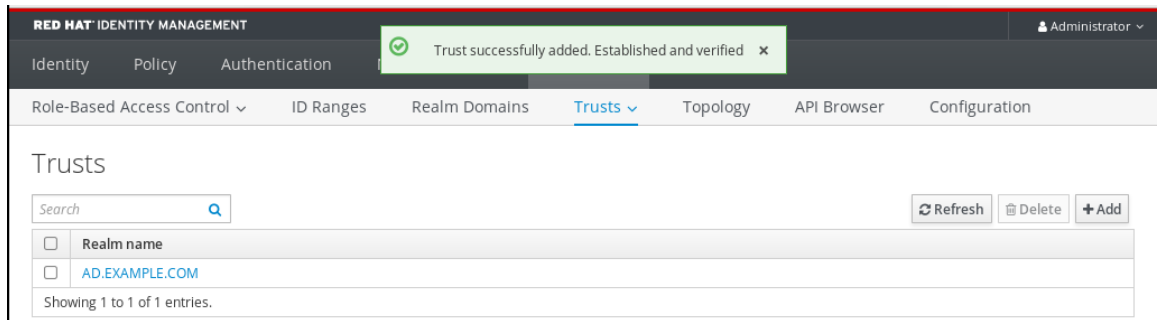 RED HAT IDENTITY MANAGEMENT
Administrator
Trust successfully added. Established and verified
Identity Policy Authentication
Role-Based Access Control ID Ranges Realm Domains Trusts Topology API Browser Configuration
Trusts
Search
Refresh Delete + Add
Realm name
AD.EXAMPLE.COM
Showing 1 to 1 of 1 entries.